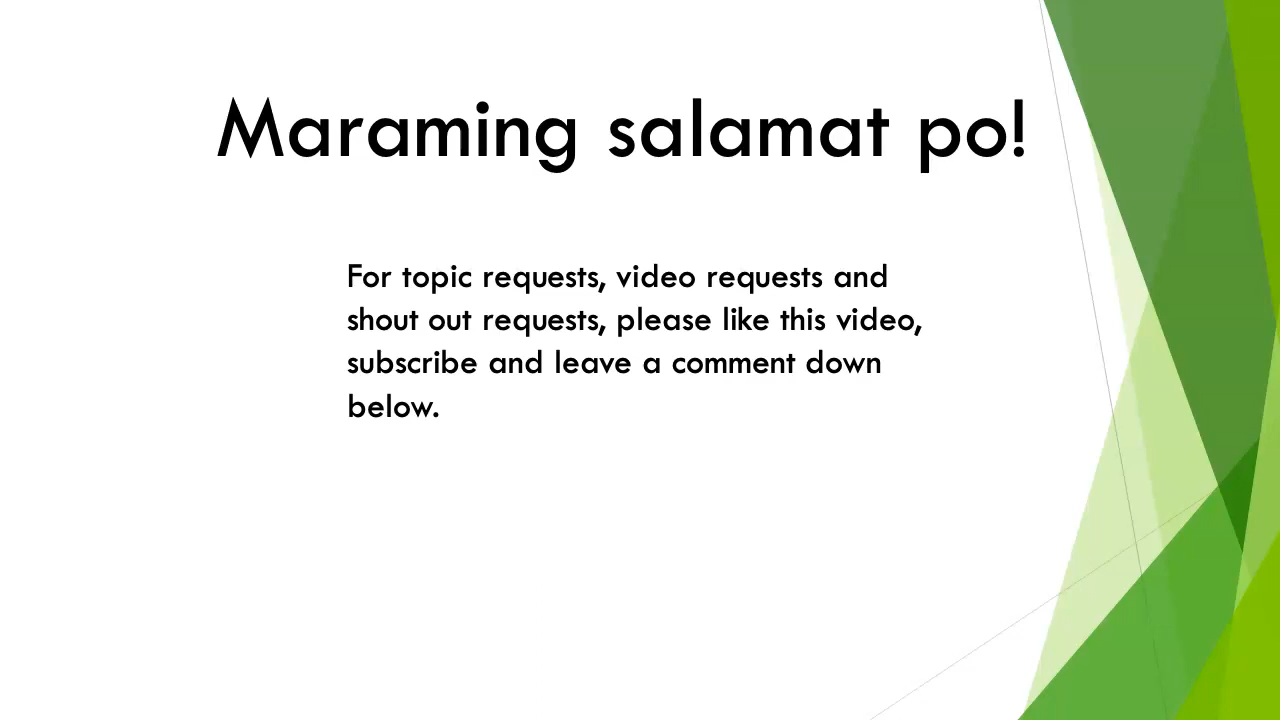 Maraming salamat po!
For topic requests, video requests and
shout out requests, please like this video,
subscribe and leave a comment down
below.